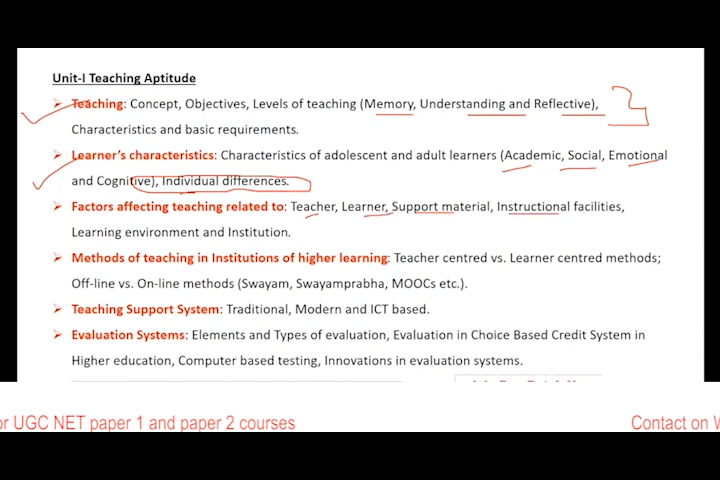 Unit-I Teaching Aptitude
➤ Teaching: Concept, Objectives, Levels of teaching (Memory, Understanding and Reflective),
Characteristics and basic requirements.
➤ Learner's characteristics: Characteristics of adolescent and adult learners (Academic, Social, Emotional
and Cognitive), Individual differences.
➤ Factors affecting teaching related to: Teacher, Learner, Support material, Instructional facilities,
Learning environment and Institution.
➤ Methods of teaching in Institutions of higher learning: Teacher centred vs. Learner centred methods;
Off-line vs. On-line methods (Swayam, Swayamprabha, MOOCs etc.).
➤ Teaching Support System: Traditional, Modern and ICT based.
➤ Evaluation Systems: Elements and Types of evaluation, Evaluation in Choice Based Credit System in
Higher education, Computer based testing, Innovations in evaluation systems.
or UGC NET paper 1 and paper 2 courses
Contact on